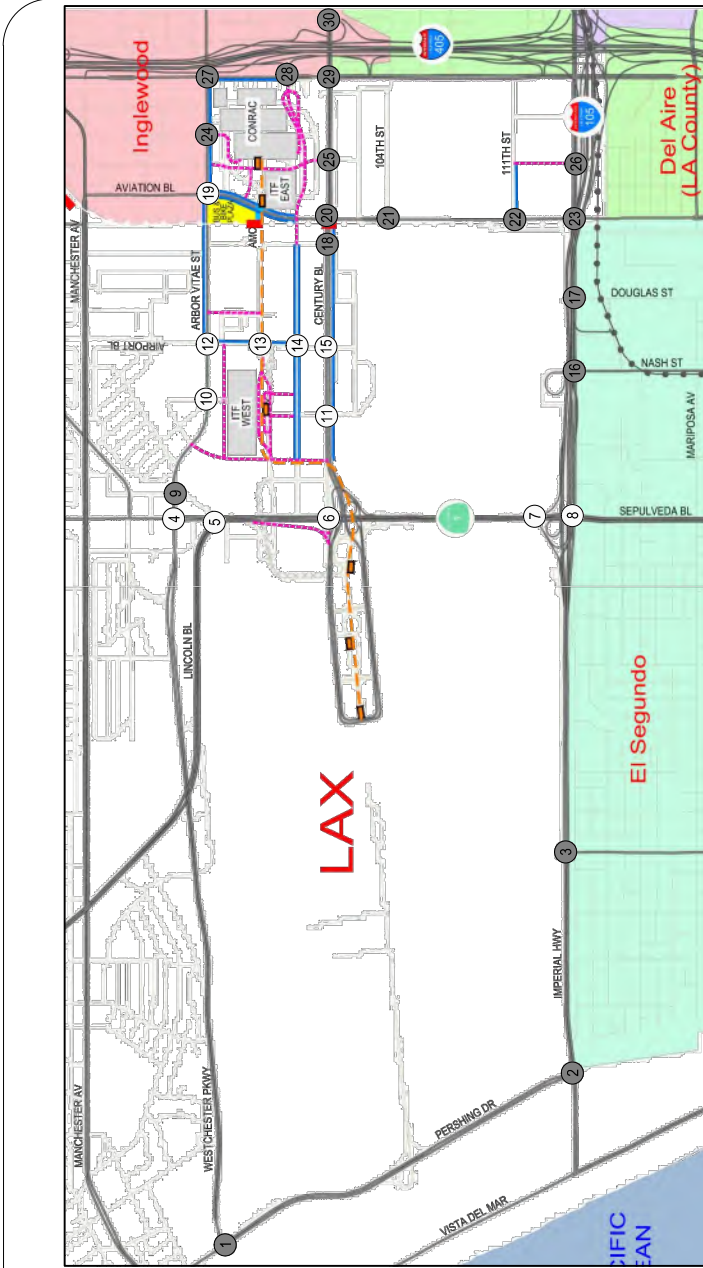 30
405
27
28
29
Inglewood
CONRAC
24
25
104TH ST
111TH ST
105
26
Del Aire
(LA County)
AVIATION BL
19
ITF
EAST
20
21
22
23
AMC
18
MANCHESTER AV
ARBOR VITAE ST
CENTURY BL
17
DOUGLAS ST
AIRPORT BL
12
13
14
15
NASH ST
16
10
ITF
WEST
11
MARIPOSA AV
9
4
5
6
7
8
SEPULVEDA BL
LINCOLN BL
El Segundo
LAX
3
IMPERIAL HWY
2
MANCHESTER AV
WESTCHESTER PKWY
PERSHING DR
1
VISTA DEL MAR
CIFIC
EAN